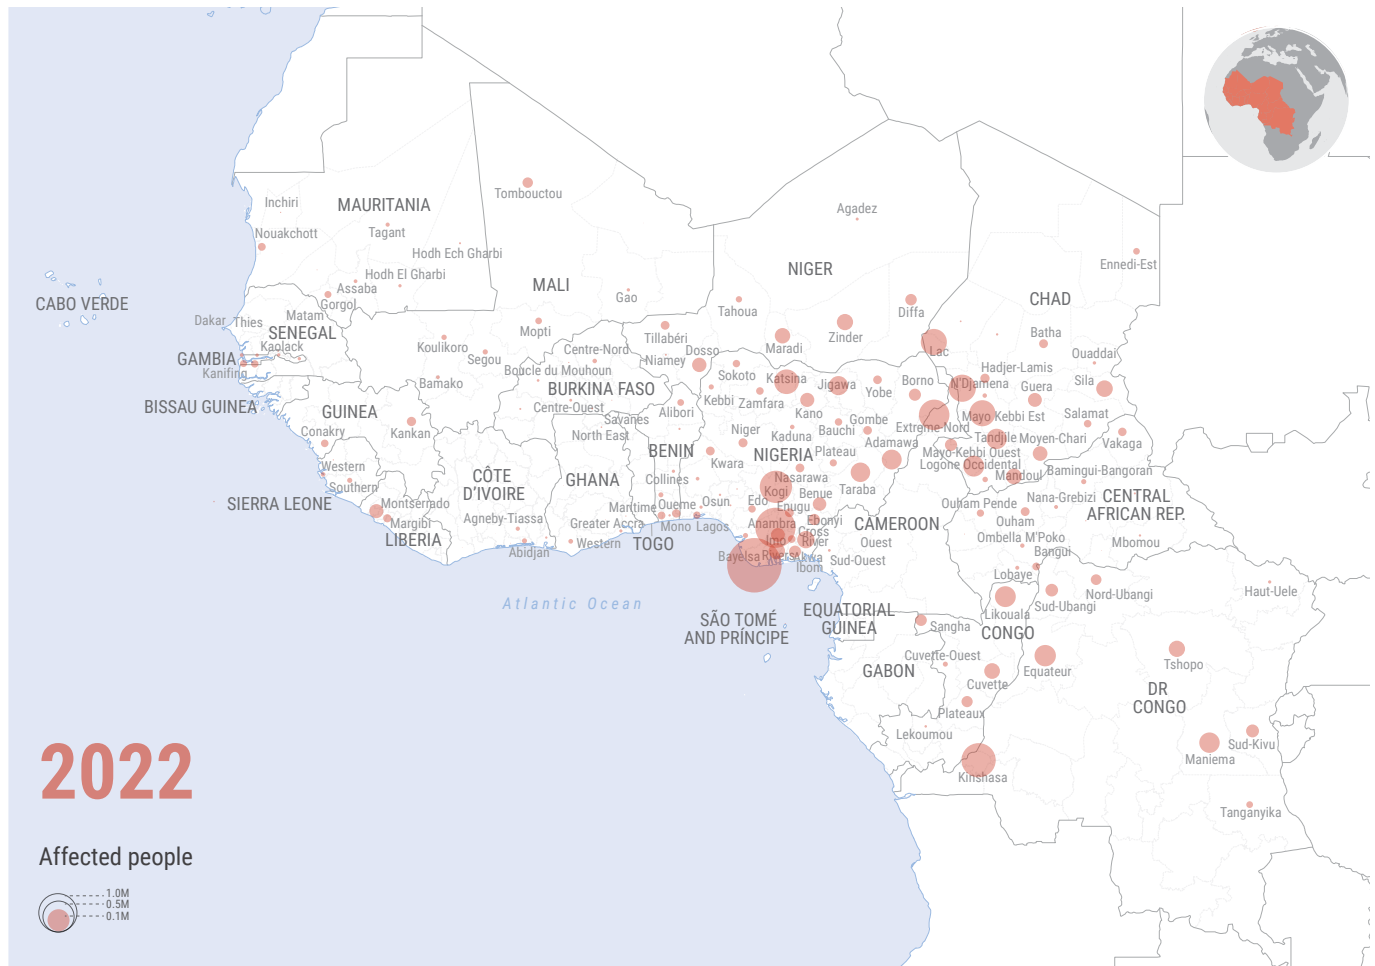 Inchiri
MAURITANIA
Tombouctou
Nouakchott
Tagant
Agadez
Hodh Ech Gharbi
Ennedi-Est
Hodh El Gharbi
NIGER
Assaba
MALI
CABO VERDE
Gorgol
Gao
CHAD
Matam
Tahoua
Diffa
Dakar
Thies
SENEGAL
Mopti
Tillabéri
Zinder
Batha
Kaolack
Koulikoro
Centre-Nord
Maradi
Lac
Ouaddai
GAMBIA
Segou
Niamey
Dosso
Kanifing
Boucle du Mouhoun
Hadjer-Lamis
Bamako
Sokoto
Katsina
Jigawa
Borno
N'Djamena
Guera
Sila
BURKINA FASO
Yobe
Kebbi
Zamfara
BISSAU GUINEA
GUINEA
Centre-Ouest
Alibori
Kano
Mayo Kebbi Est
Salamat
Savanes
Gombe
Extreme-Nord
Conakry
Kankan
North East
Niger
Kaduna
Bauchi
Adamawa
Tandjile
Moyen-Chari
Vakaga
BENIN
NIGERIA
Plateau
Mayo-Kebbi Ouest
Western
Kwara
Logone Occidental
Bamingui-Bangoran
CÔTE
D'IVOIRE
GHANA
Collines
Nasarawa
Mandoul
Southern
Kogi
Taraba
SIERRA LEONE
Montserrado
Maritime
Oueme
Osun
Edo
Benue
Enugu
Ouham Pende
Nana-Grebizi
CENTRAL
AFRICAN REP.
Margibi
Agneby-Tiassa
Greater Accra
Mono
Lagos
Anambra
Ebonyi
CAMEROON
Ouham
LIBERIA
Western
TOGO
Imo
Cross
River
Ouest
Ombella M'Poko
Mbomou
Abidjan
Bayelsa
Rivers
Akwa
Ibom
Sud-Ouest
Bangui
Lobaye
Nord-Ubangi
Haut-Uele
Atlantic Ocean
SÃO TOMÉ
AND PRÍNCIPE
EQUATORIAL
GUINEA
Likouala
Sud-Ubangi
Sangha
CONGO
Cuvette-Ouest
GABON
Equateur
Tshopo
Cuvette
DR
CONGO
Plateaux
Lekoumou
Sud-Kivu
Maniema
Kinshasa
Tanganyika
2022
Affected people
1.0M
0.5M
0.1M